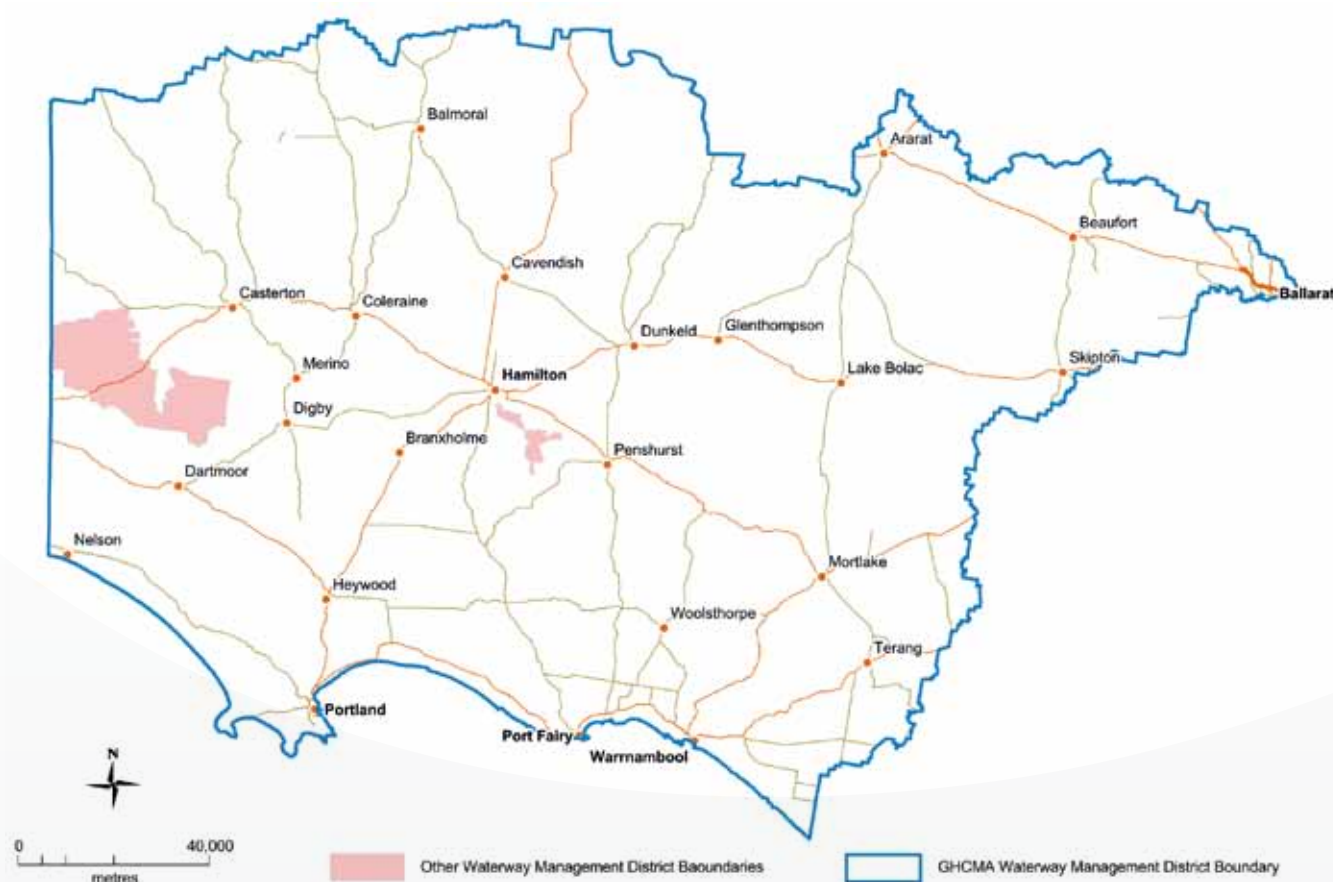 Balmoral
Ararat
Beaufort
Cavendish
Casterton
Coleraine
Ballarat
Dunkeld
Glenthompson
Merino
Hamilton
Lake Bolac
Skipton
Digby
Branxholme
Penshurst
Dartmoor
Nelson
Mortlake
Heywood
Woolsthorpe
Terang
Portland
Port Fairy
Warrnambool
N
0 40,000
metres
Other Waterway Management District Baoundaries
GHCMA Waterway Management District Boundary